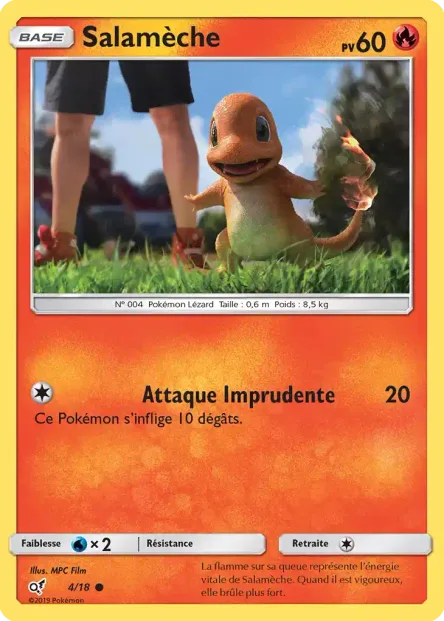 BASE Salamèche PV60
N° 004 Pokémon Lézard Taille : 0,6 m Poids : 8,5 kg
Attaque Imprudente 20
Ce Pokémon s'inflige 10 dégâts.
Faiblesse ×2 Résistance Retraite
Illus. MPC Film
4/18
©2019 Pokémon
La flamme sur sa queue représente l'énergie
vitale de Salamèche. Quand il est vigoureux,
elle brûle plus fort.